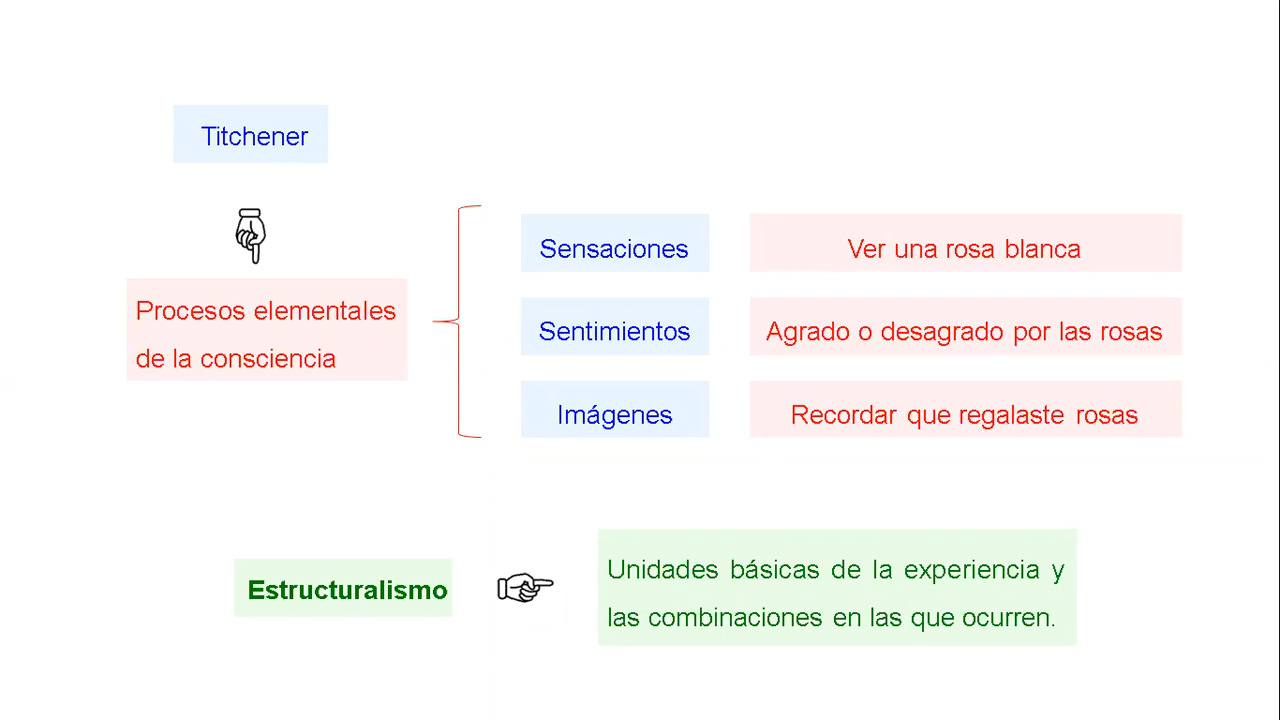 Titchener
Procesos elementales
de la consciencia
Sensaciones
Ver una rosa blanca
Sentimientos
Agrado o desagrado por las rosas
Imágenes
Recordar que regalaste rosas
Estructuralismo
Unidades básicas de la experiencia y
las combinaciones en las que ocurren.